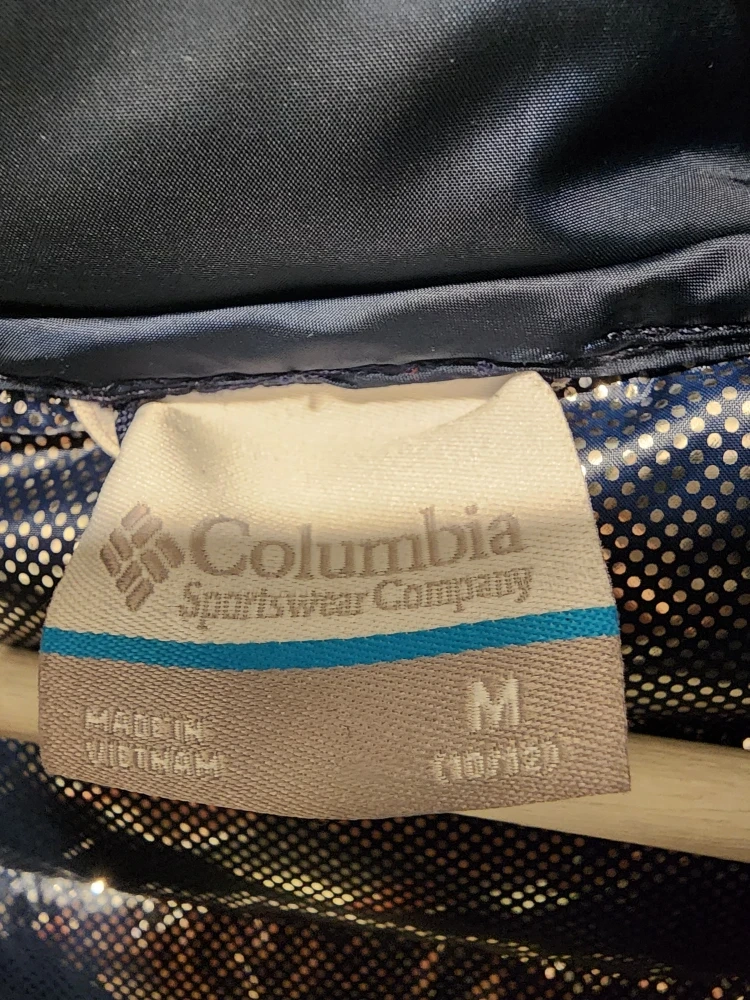 Columbia
Sportswear Company
MADE IN
VIETNAM
M
(10/12)